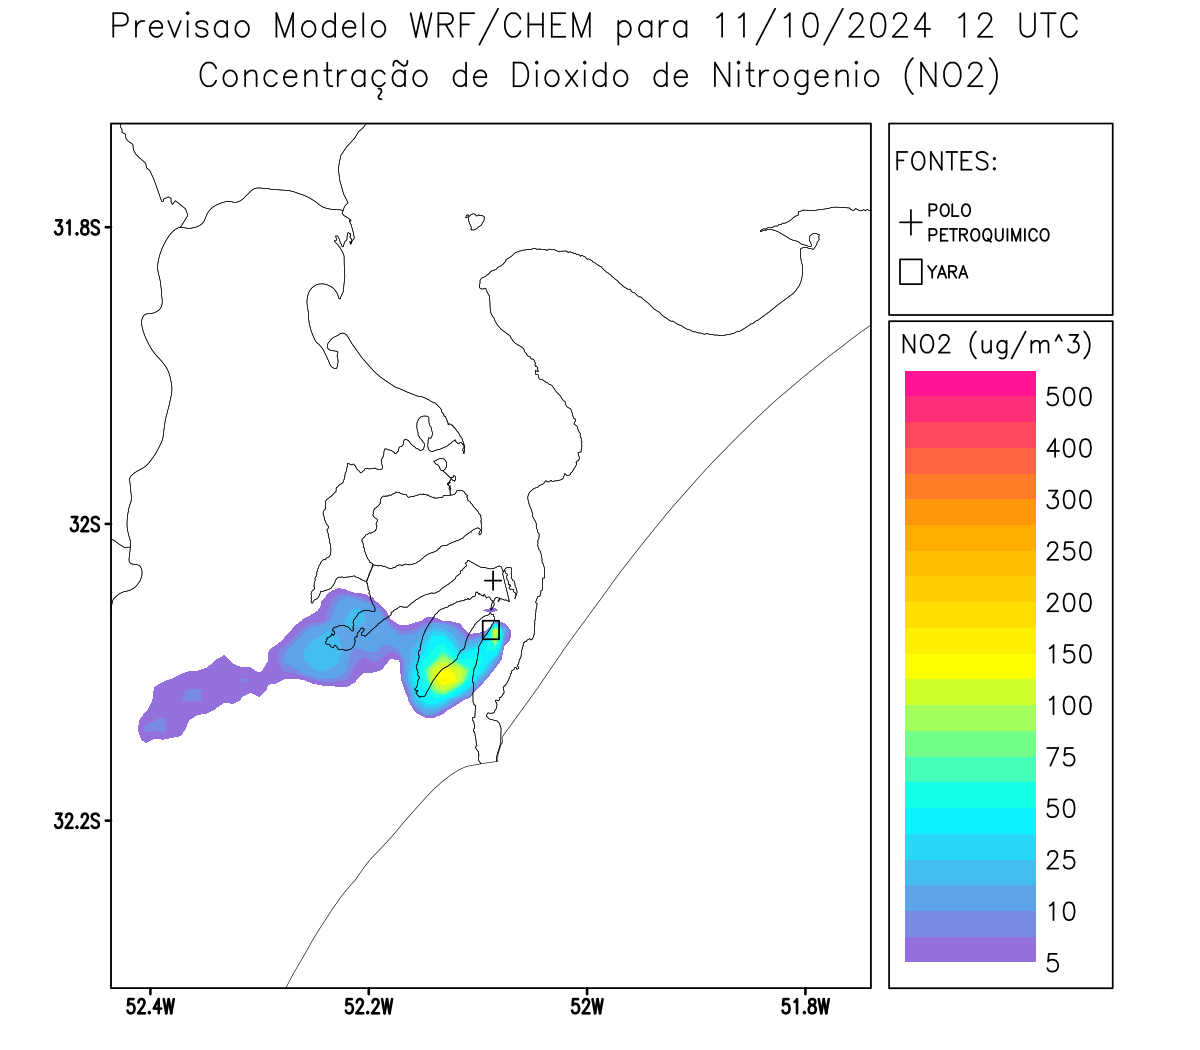 Previsao Modelo WRF/CHEM para 11/10/2024 12 UTC
Concentração de Dioxido de Nitrogenio (NO2)
FONTES:
POLO
PETROQUIMICO
YARA
NO2 (ug/m^3)
500
400
300
250
200
150
100
75
50
25
10
5
31.8S
32S
32.2S
52.4W
52.2W
52W
51.8W